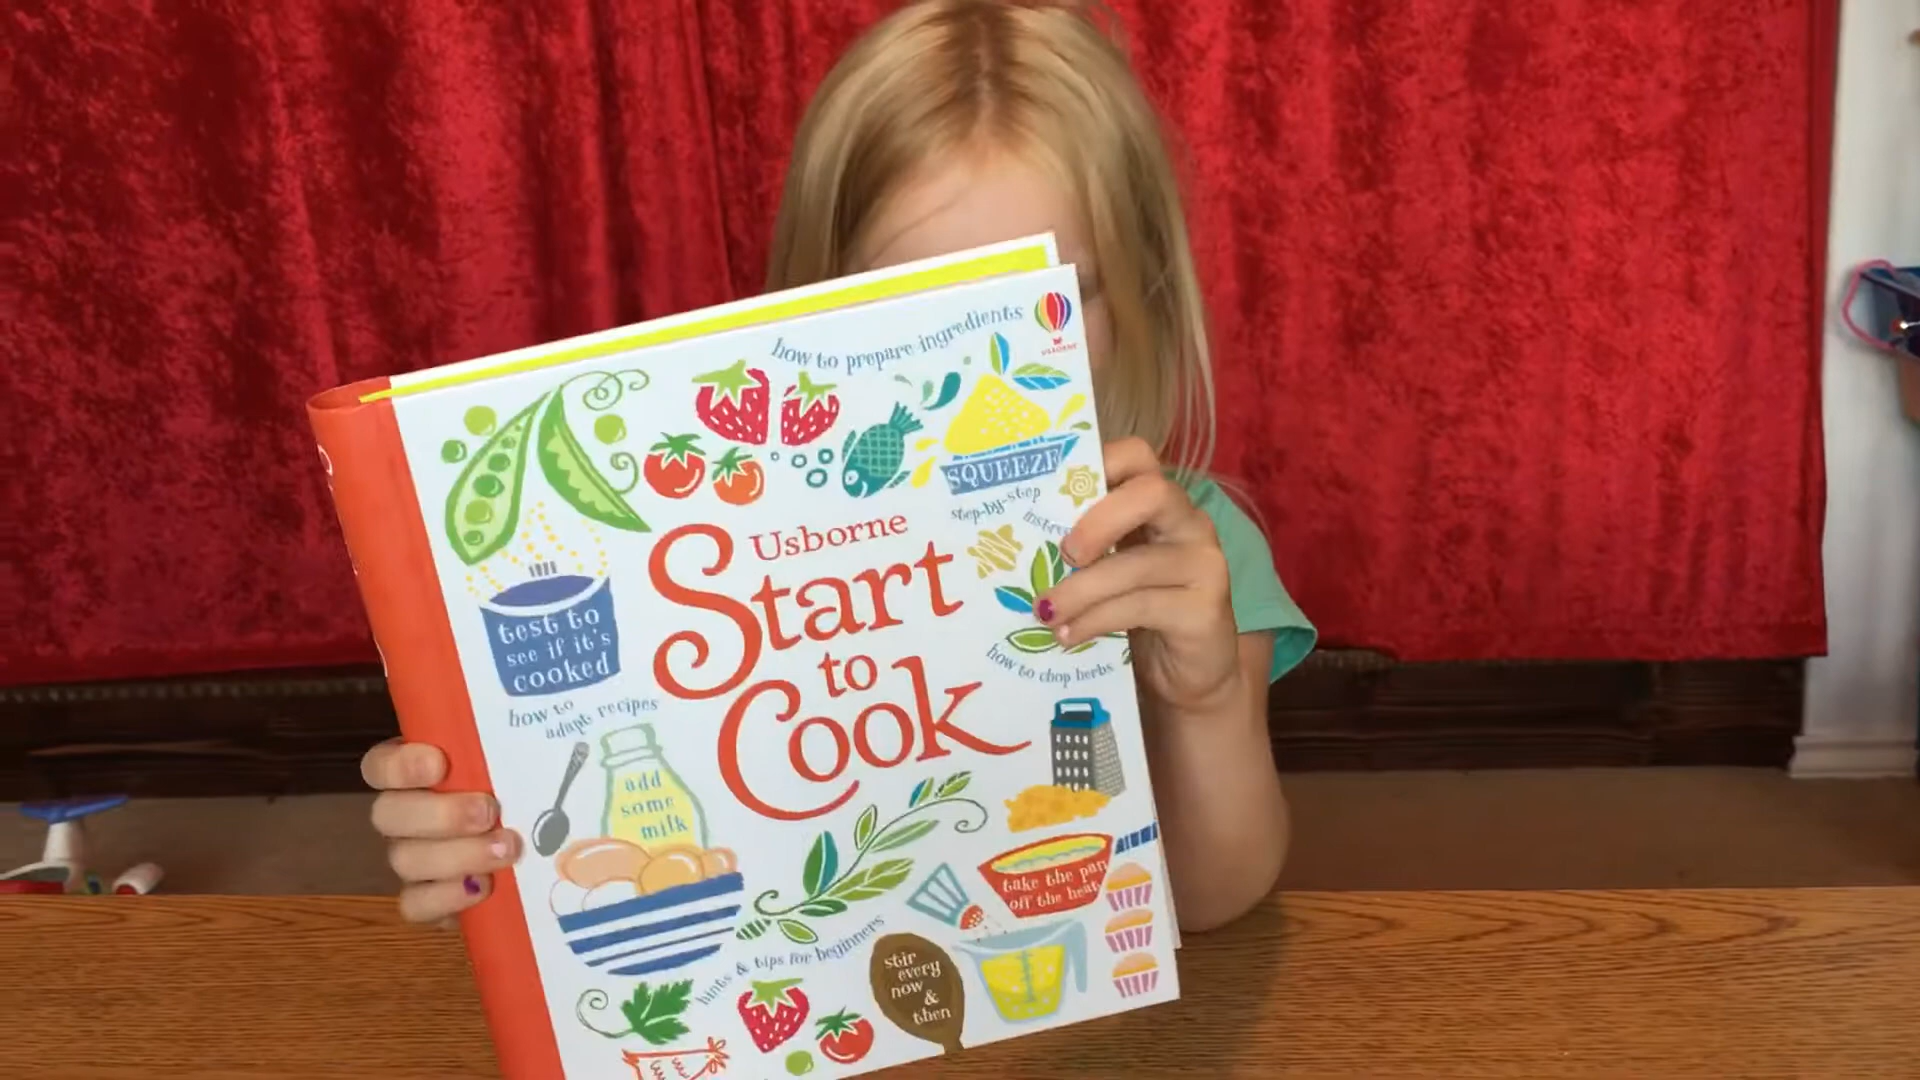 how to prepare ingredients
USBORNE
SQUEEZE
step-by-step
Usborne
Start
to
Cook
test to
see if it's
cooked
how to chop herbs
how to
adapt recipes
add
some
milk
take the pan
off the heat
hints & tips for beginners
stir
every
now
&
then